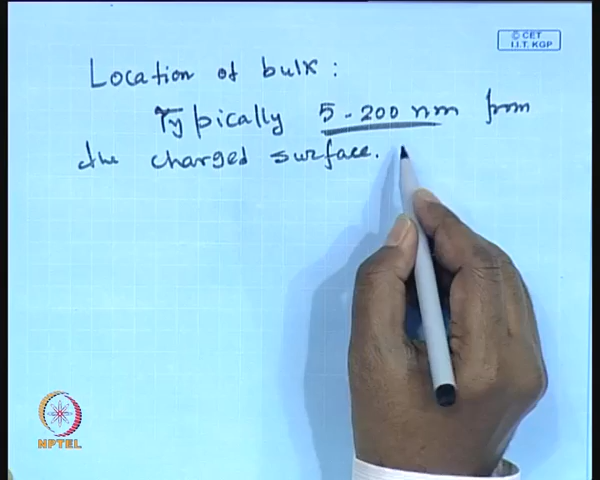 © CET
I.I.T. KGP
Location of bulk :
Typically 5-200 nm from
the charged surface.
NPTEL